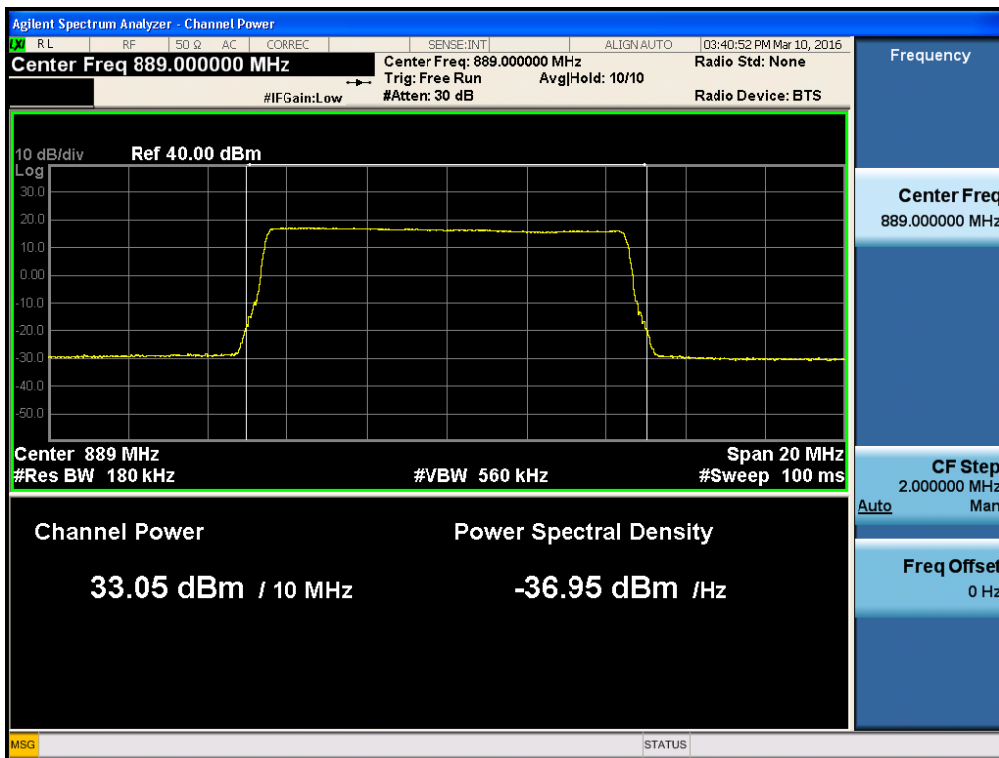 Agilent Spectrum Analyzer - Channel Power
LXI RL RF 50 Ω AC CORREC SENSE:INT ALIGN AUTO 03:40:52 PM Mar 10, 2016
Center Freq 889.000000 MHz
Center Freq: 889.000000 MHz
Radio Std: None
Trig: Free Run Avg|Hold: 10/10
#IFGain:Low
#Atten: 30 dB
Radio Device: BTS
10 dB/div Ref 40.00 dBm
Log
30.0
20.0
10.0
0.00
-10.0
-20.0
-30.0
-40.0
-50.0
Center 889 MHz Span 20 MHz
#Res BW 180 kHz #VBW 560 kHz #Sweep 100 ms
Channel Power Power Spectral Density
33.05 dBm / 10 MHz -36.95 dBm /Hz
Frequency
Center Freq
889.000000 MHz
CF Step
2.000000 MHz
Auto Man
Freq Offset
0 Hz
MSG STATUS